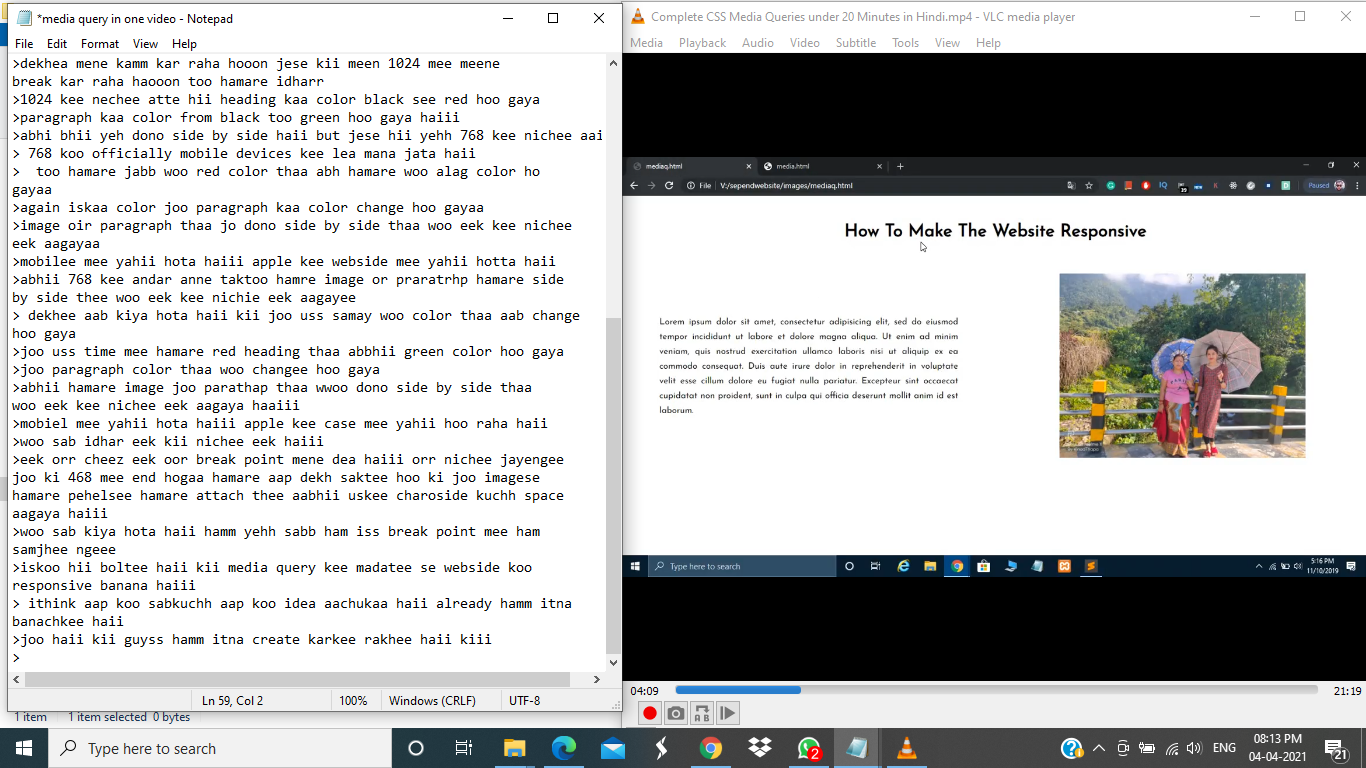 *media query in one video - Notepad
File Edit Format View Help
>dekhea mene kamm kar raha hooon jese kii meen 1024 mee meene
break kar raha haooon too hamare idharr
>1024 kee nechee atte hii heading kaa color black see red hoo gaya
>paragraph kaa color from black too green hoo gaya haiii
>abhi bhii yeh dono side by side haii but jese hii yehh 768 kee nichee aai
> 768 koo officially mobile devices kee lea mana jata haii
>  too hamare jabb woo red color thaa abh hamare woo alag color ho
gayaa
>again iskaa color joo paragraph kaa color change hoo gayaa
>image oir paragraph thaa jo dono side by side thaa woo eek kee nichee
eek aagayaa
>mobilee mee yahii hota haiii apple kee webside mee yahii hotta haii
>abhii 768 kee andar anne taktoo hamre image or praratrhp hamare side
by side thee woo eek kee nichie eek aagayee
> dekhee aab kiya hota haii kii joo uss samay woo color thaa aab change
hoo gaya
>joo uss time mee hamare red heading thaa abbhii green color hoo gaya
>joo paragraph color thaa woo changee hoo gaya
>abhii hamare image joo parathap thaa wwoo dono side by side thaa
woo eek kee nichee eek aagaya haaiii
>mobiel mee yahii hota haiii apple kee case mee yahii hoo raha haii
>woo sab idhar eek kii nichee eek haiii
>eek orr cheez eek oor break point mene dea haiii orr nichee jayengee
joo ki 468 mee end hogaa hamare aap dekh saktee hoo ki joo imagese
hamare pehelsee hamare attach thee aabhii uskee charoside kuchh space
aagaya haiii
>woo sab kiya hota haii hamm yehh sabb ham iss break point mee ham
samjhee ngeee
>iskoo hii boltee haii kii media query kee madatee se webside koo
responsive banana haiii
> ithink aap koo sabkuchh aap koo idea aachukaa haii already hamm itna
banachkee haii
>joo haii kii guyss hamm itna create karkee rakhee haii kiii
>
Ln 59, Col 2 100% Windows (CRLF) UTF-8
1 item 1 item selected 0 bytes
Complete CSS Media Queries under 20 Minutes in Hindi.mp4 - VLC media player
Media Playback Audio Video Subtitle Tools View Help
mediaq.html media.html
File V:/sependwebsite/images/mediaq.html Paused
How To Make The Website Responsive
Lorem ipsum dolor sit amet, consectetur adipisicing elit, sed do eiusmod
tempor incididunt ut labore et dolore magna aliqua. Ut enim ad minim
veniam, quis nostrud exercitation ullamco laboris nisi ut aliquip ex ea
commodo consequat. Duis aute irure dolor in reprehenderit in voluptate
velit esse cillum dolore eu fugiat nulla pariatur. Excepteur sint occaecat
cupidatat non proident, sunt in culpa qui officia deserunt mollit anim id est
laborum.
Type here to search
5:16 PM
11/10/2019
04:09 21:19
Type here to search
2
ENG
08:13 PM
04-04-2021
21